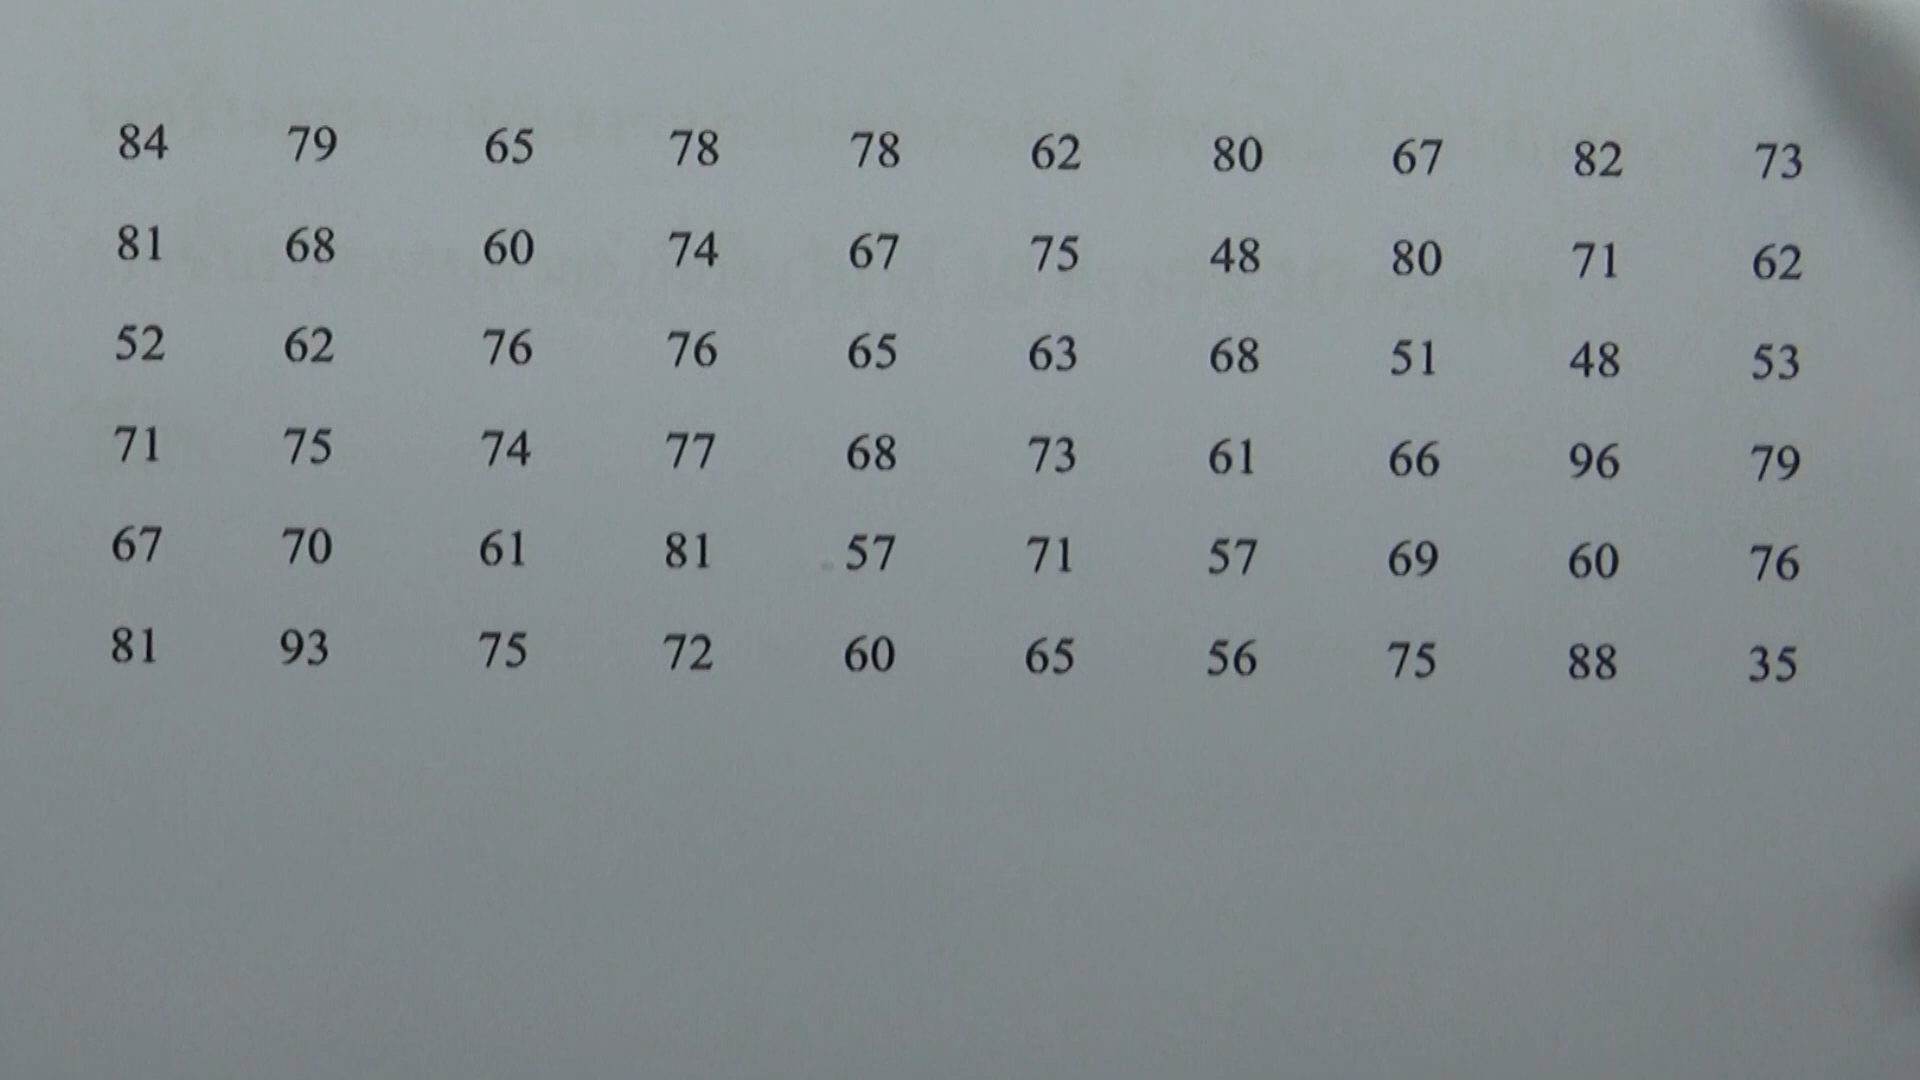 84 79 65 78 78 62 80 67 82 73
81 68 60 74 67 75 48 80 71 62
52 62 76 76 65 63 68 51 48 53
71 75 74 77 68 73 61 66 96 79
67 70 61 81 57 71 57 69 60 76
81 93 75 72 60 65 56 75 88 35